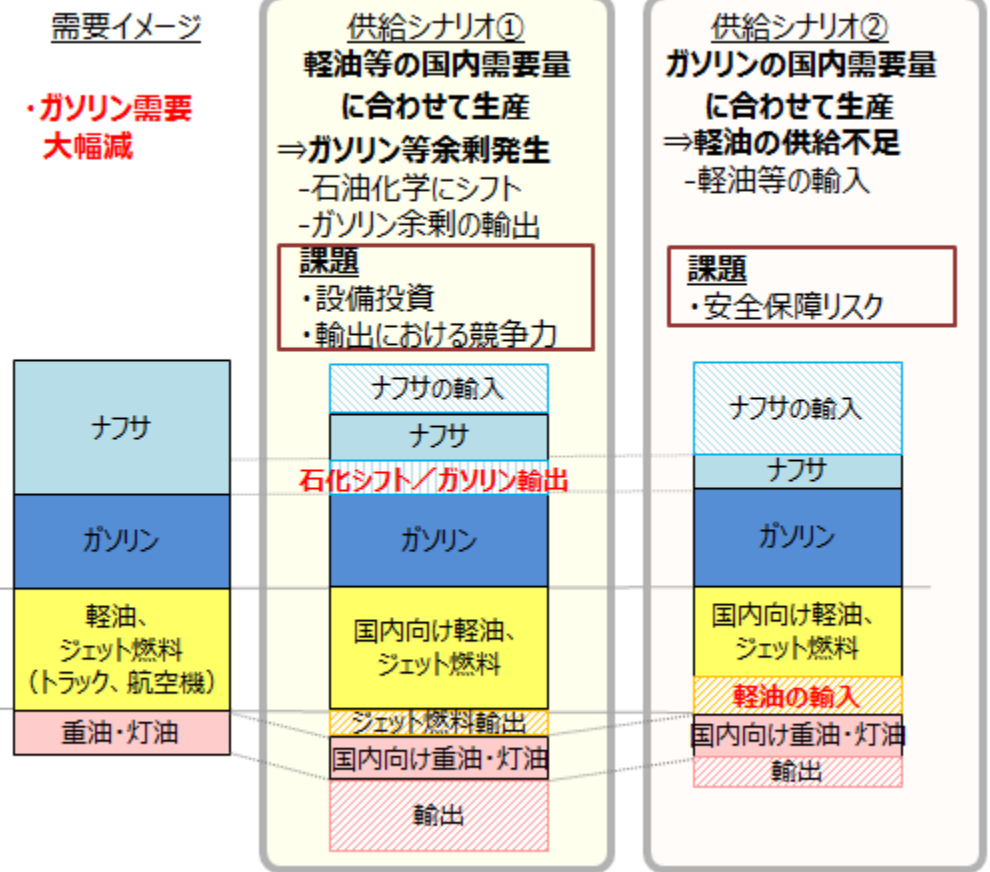 需要イメージ
・ガソリン需要
大幅減
供給シナリオ①
軽油等の国内需要量
に合わせて生産
⇒ガソリン等余剰発生
-石油化学にシフト
-ガソリン余剰の輸出
課題
・設備投資
・輸出における競争力
供給シナリオ②
ガソリンの国内需要量
に合わせて生産
⇒軽油の供給不足
-軽油等の輸入
課題
・安全保障リスク
ナフサ
ガソリン
軽油、
ジェット燃料
(トラック、航空機)
重油・灯油
ナフサの輸入
ナフサ
石化シフト／ガソリン輸出
ガソリン
国内向け軽油、
ジェット燃料
ジェット燃料輸出
国内向け重油・灯油
輸出
ナフサの輸入
ナフサ
ガソリン
国内向け軽油、
ジェット燃料
軽油の輸入
国内向け重油・灯油
輸出